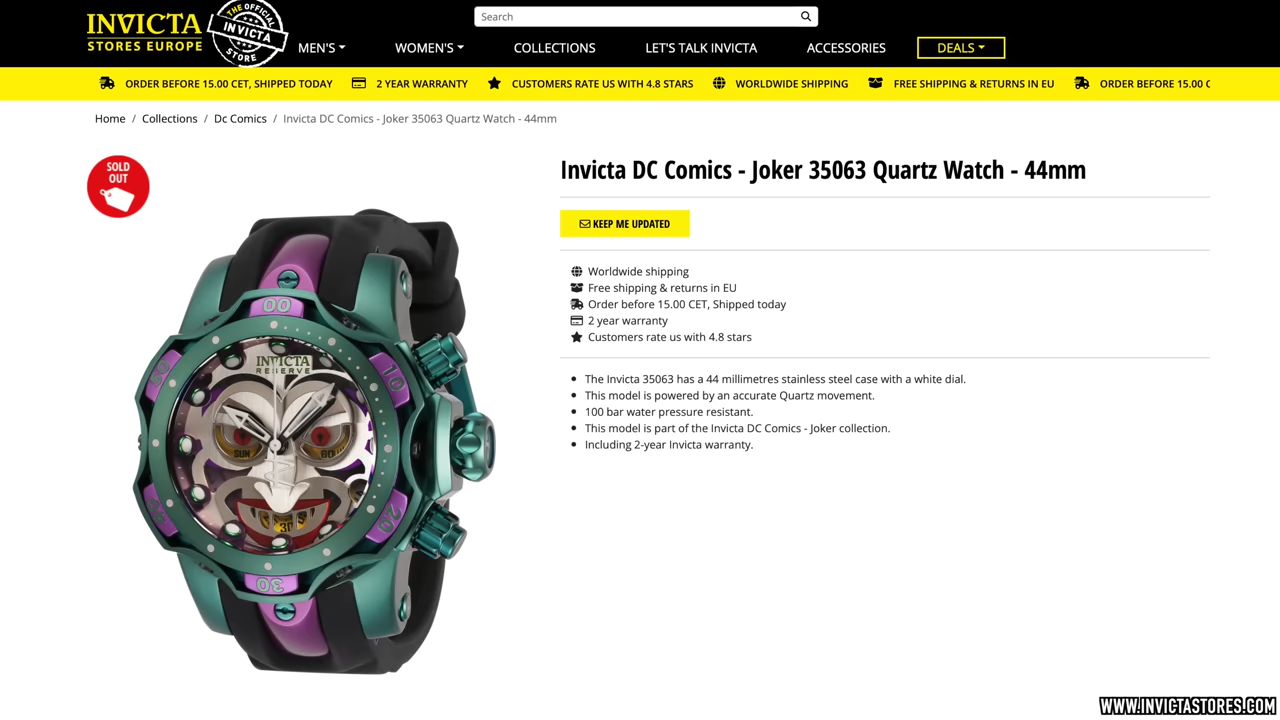 INVICTA
STORES EUROPE
THE OFFICIAL
INVICTA
STORE
Search
MEN'S
WOMEN'S
COLLECTIONS
LET'S TALK INVICTA
ACCESSORIES
DEALS
ORDER BEFORE 15.00 CET, SHIPPED TODAY
2 YEAR WARRANTY
CUSTOMERS RATE US WITH 4.8 STARS
WORLDWIDE SHIPPING
FREE SHIPPING & RETURNS IN EU
ORDER BEFORE 15.00 C
Home / Collections / Dc Comics / Invicta DC Comics - Joker 35063 Quartz Watch - 44mm
SOLD
OUT
Invicta DC Comics - Joker 35063 Quartz Watch - 44mm
KEEP ME UPDATED
Worldwide shipping
Free shipping & returns in EU
Order before 15.00 CET, Shipped today
2 year warranty
Customers rate us with 4.8 stars
The Invicta 35063 has a 44 millimetres stainless steel case with a white dial.
This model is powered by an accurate Quartz movement.
100 bar water pressure resistant.
This model is part of the Invicta DC Comics - Joker collection.
Including 2-year Invicta warranty.
00
10
20
30
50
INVICTA
RESERVE
SUN
60
30
WWW.INVICTASTORES.COM